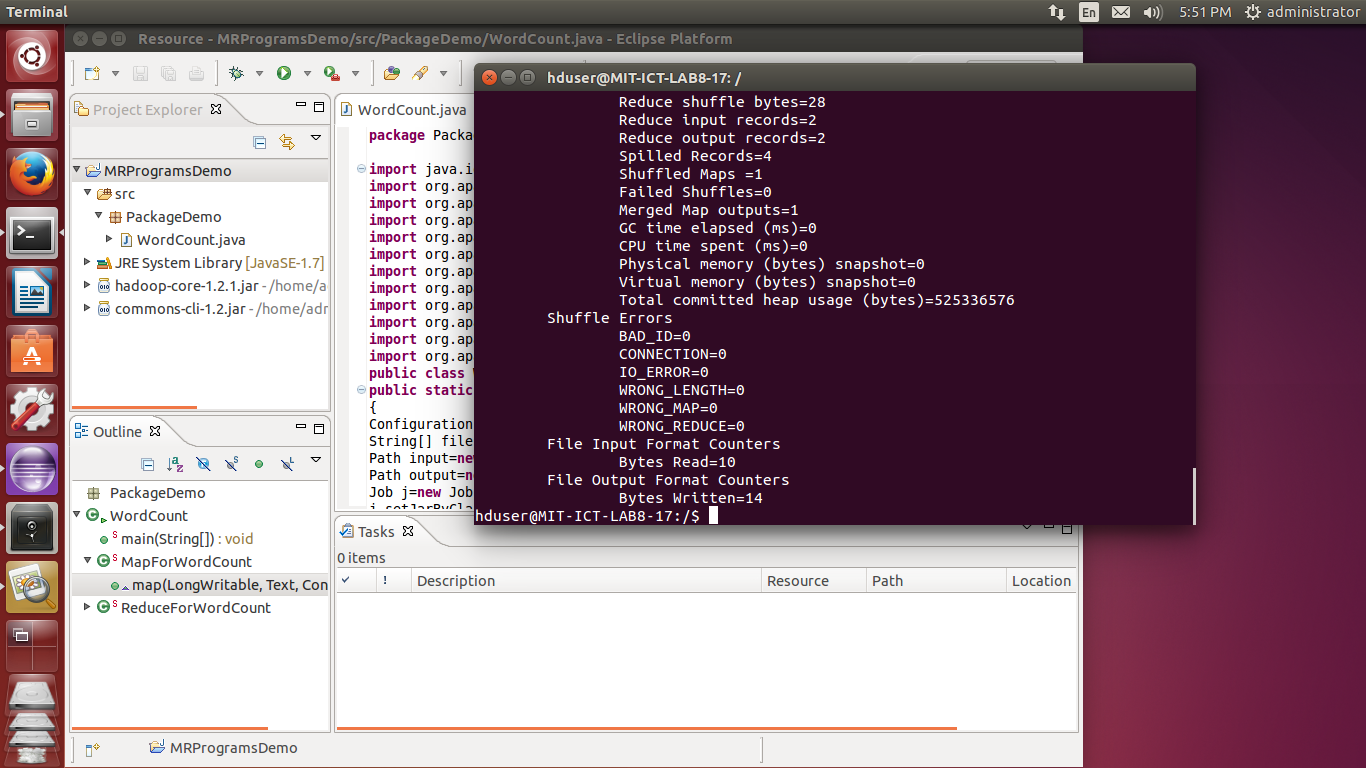 Terminal
En
5:51 PM
administrator
Resource - MRProgramsDemo/src/PackageDemo/WordCount.java - Eclipse Platform
Project Explorer
MRProgramsDemo
src
PackageDemo
WordCount.java
JRE System Library [JavaSE-1.7]
hadoop-core-1.2.1.jar - /home/ad
commons-cli-1.2.jar - /home/adr
Outline
PackageDemo
WordCount
main(String[]) : void
MapForWordCount
map(LongWritable, Text, Con
ReduceForWordCount
WordCount.java
package Packa
import java.i
import org.ap
import org.ap
import org.ap
import org.ap
import org.ap
import org.ap
import org.ap
import org.ap
import org.ap
import org.ap
import org.ap
public class
public static
{
Configuration
String[] file
Path input=new
Path output=ne
Job j=new Job
hduser@MIT-ICT-LAB8-17: /
Reduce shuffle bytes=28
Reduce input records=2
Reduce output records=2
Spilled Records=4
Shuffled Maps =1
Failed Shuffles=0
Merged Map outputs=1
GC time elapsed (ms)=0
CPU time spent (ms)=0
Physical memory (bytes) snapshot=0
Virtual memory (bytes) snapshot=0
Total committed heap usage (bytes)=525336576
Shuffle Errors
BAD_ID=0
CONNECTION=0
IO_ERROR=0
WRONG_LENGTH=0
WRONG_MAP=0
WRONG_REDUCE=0
File Input Format Counters
Bytes Read=10
File Output Format Counters
Bytes Written=14
hduser@MIT-ICT-LAB8-17:/$
Tasks
0 items
! Description Resource Path Location
MRProgramsDemo